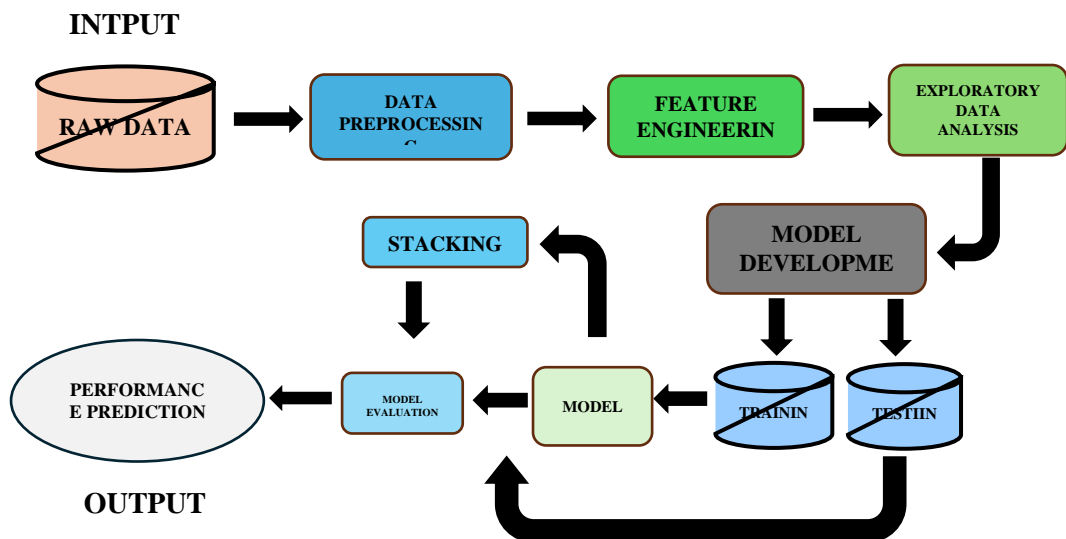 INTPUT
RAW DATA
DATA
PREPROCESSIN
FEATURE
ENGINEERIN
EXPLORATORY
DATA
ANALYSIS
STACKING
MODEL
DEVELOPME
PERFORMANC
E PREDICTION
MODEL
EVALUATION
MODEL
TRAININ
TESTIIN
OUTPUT